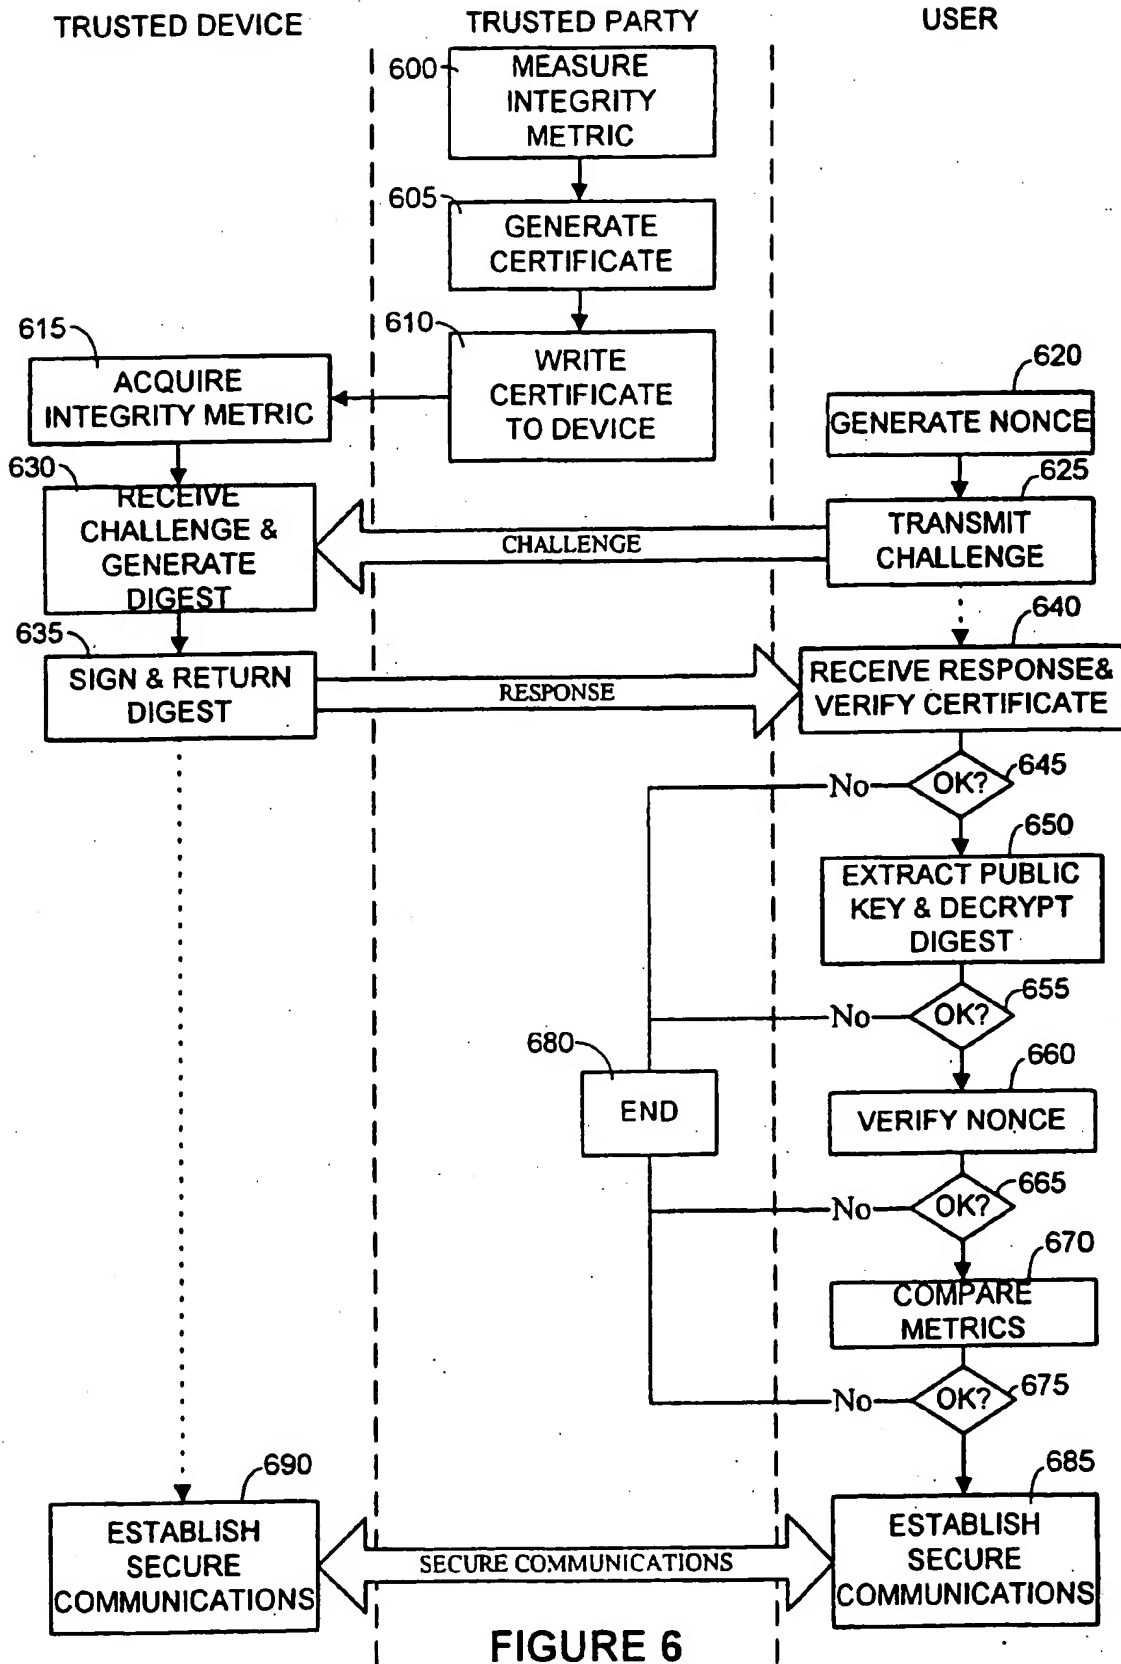 TRUSTED DEVICE
TRUSTED PARTY
USER
600
MEASURE
INTEGRITY
METRIC
605
GENERATE
CERTIFICATE
610
WRITE
CERTIFICATE
TO DEVICE
615
ACQUIRE
INTEGRITY METRIC
620
GENERATE NONCE
625
TRANSMIT
CHALLENGE
CHALLENGE
630
RECEIVE
CHALLENGE &
GENERATE
DIGEST
635
SIGN & RETURN
DIGEST
RESPONSE
640
RECEIVE RESPONSE&
VERIFY CERTIFICATE
645
OK?
No
650
EXTRACT PUBLIC
KEY & DECRYPT
DIGEST
655
OK?
No
680
END
660
VERIFY NONCE
665
OK?
No
670
COMPARE
METRICS
675
OK?
No
690
ESTABLISH
SECURE
COMMUNICATIONS
SECURE COMMUNICATIONS
685
ESTABLISH
SECURE
COMMUNICATIONS
FIGURE 6